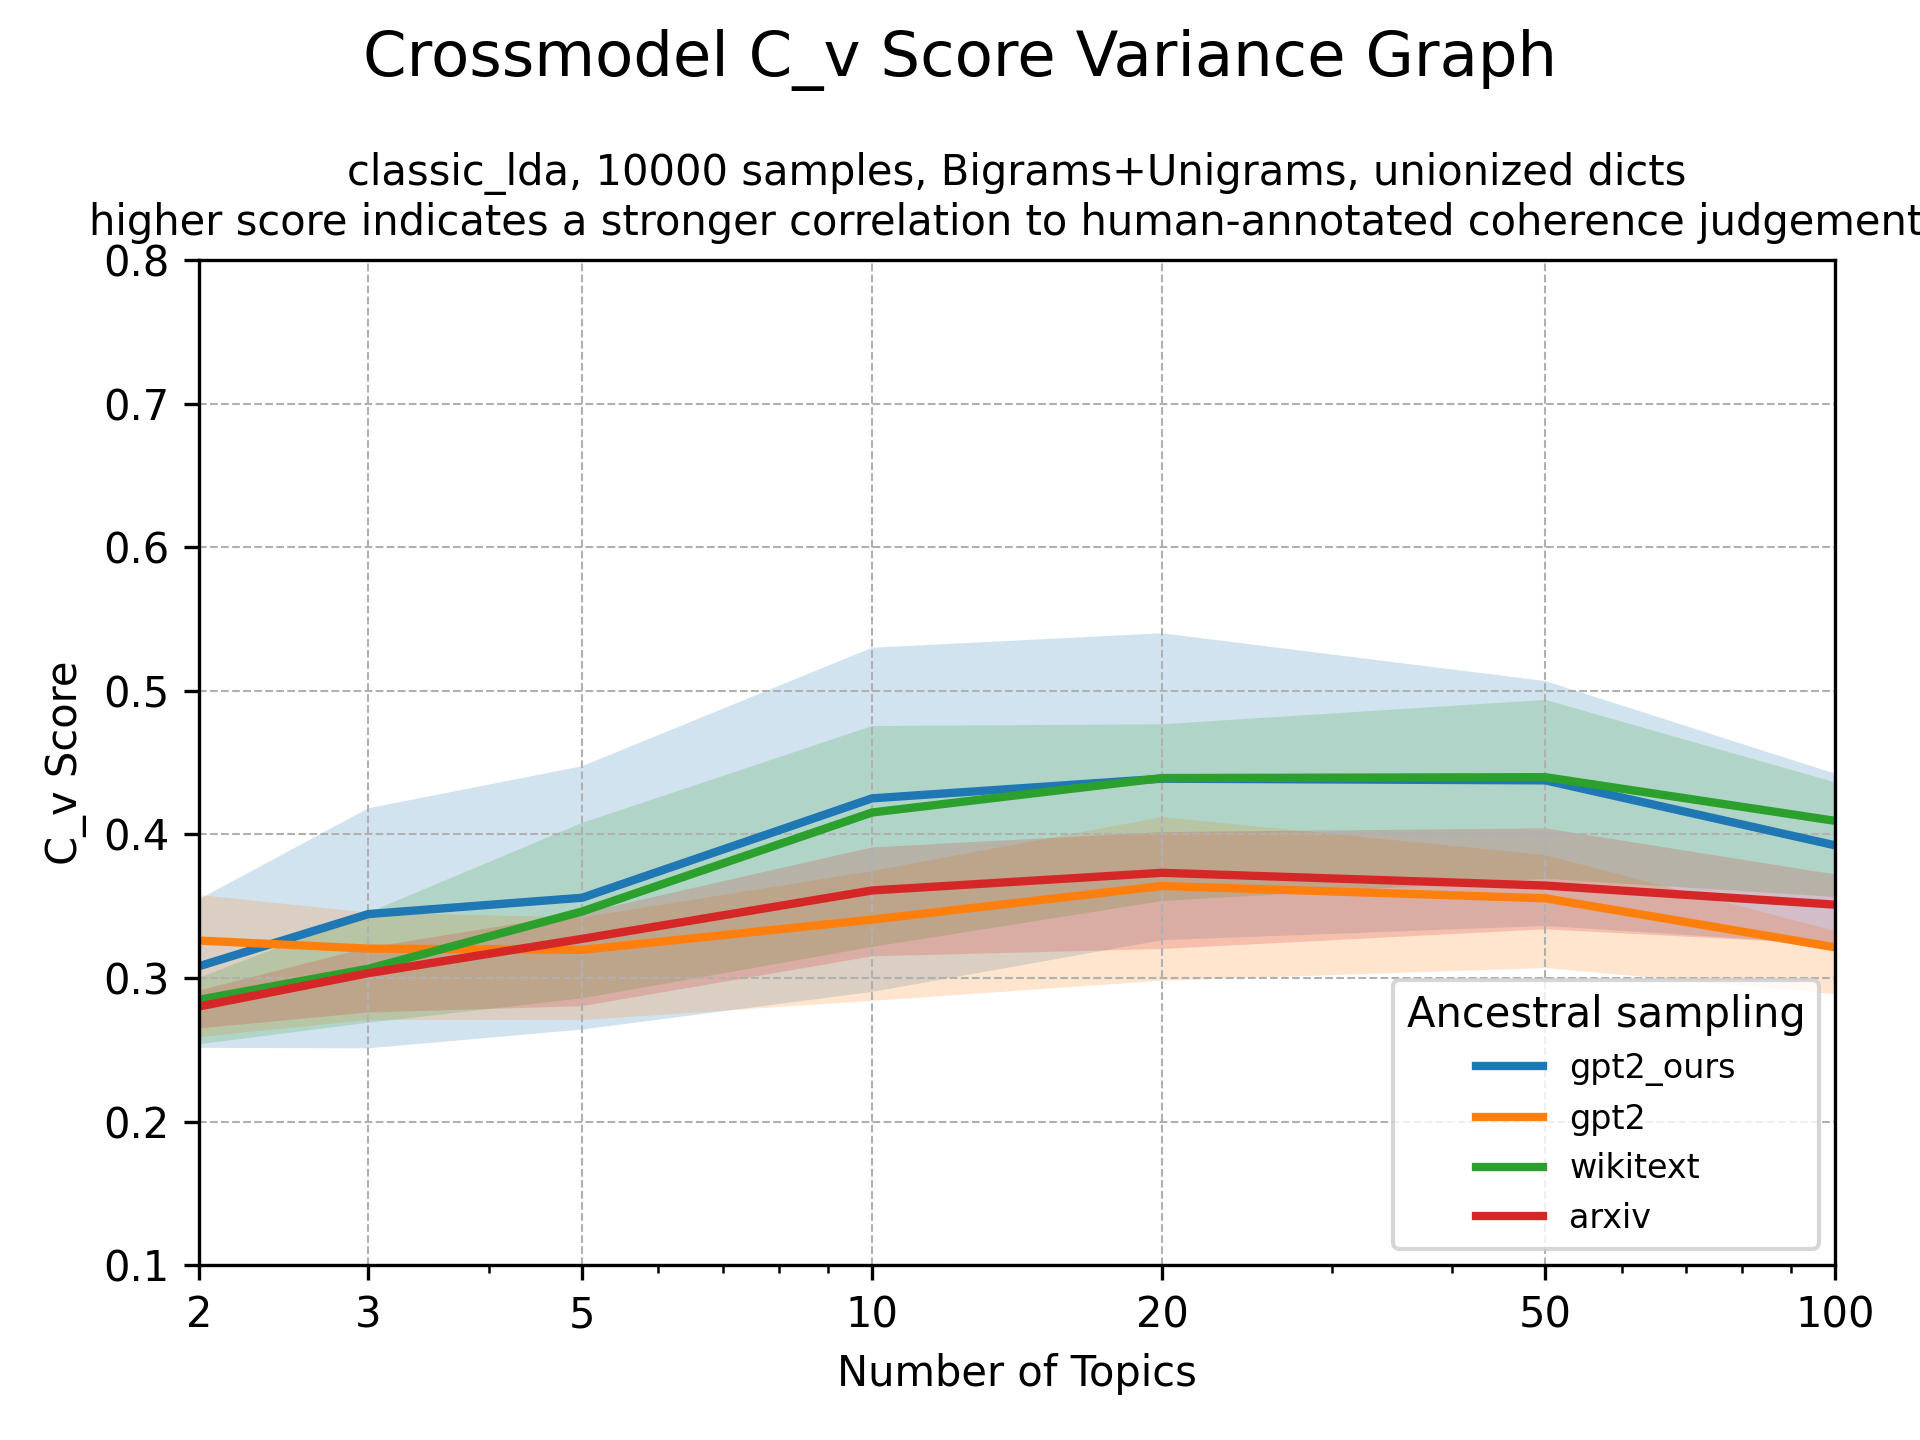 Crossmodel C_v Score Variance Graph
classic_lda, 10000 samples, Bigrams+Unigrams, unionized dicts
higher score indicates a stronger correlation to human-annotated coherence judgement
0.8
0.7
0.6
0.5
0.4
0.3
0.2
0.1
C_v Score
Ancestral sampling
gpt2_ours
gpt2
wikitext
arxiv
2 3 5 10 20 50 100
Number of Topics